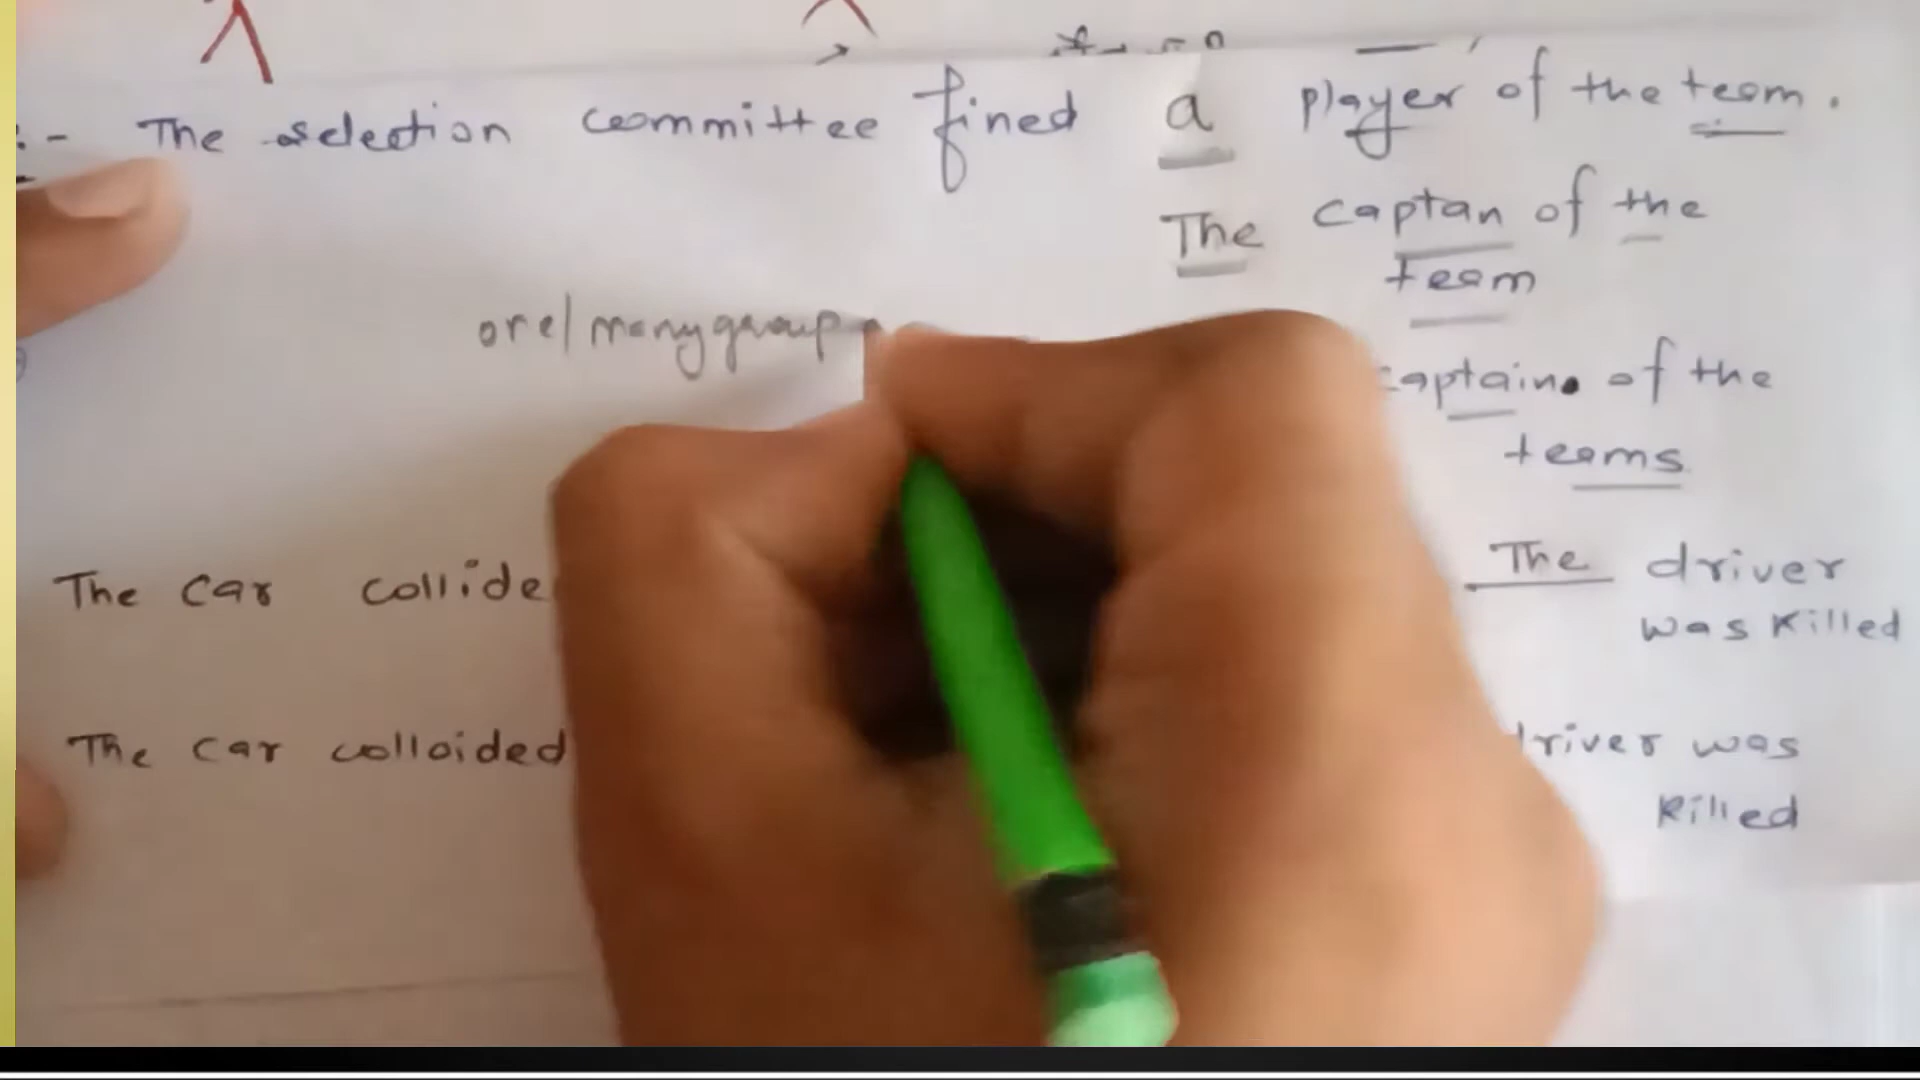 The selection committee fined a player of the team.
The captan of the
team
one/many group
captain. of the
teams
The car collide
The driver
was killed
The car colloided
driver was
killed